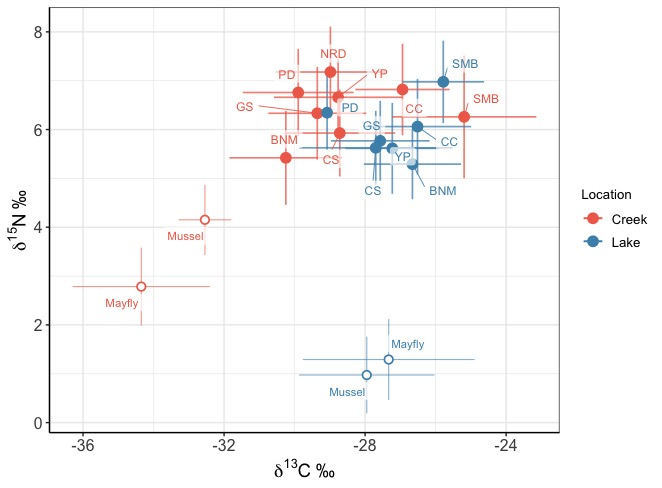 8
6
4
2
0
δ15N ‰
-36
-32
-28
-24
δ13C ‰
NRD
PD
YP
GS
CC
SMB
BNM
CS
SMB
PD
GS
CC
YP
CS
BNM
Mussel
Mayfly
Mayfly
Mussel
Location
Creek
Lake